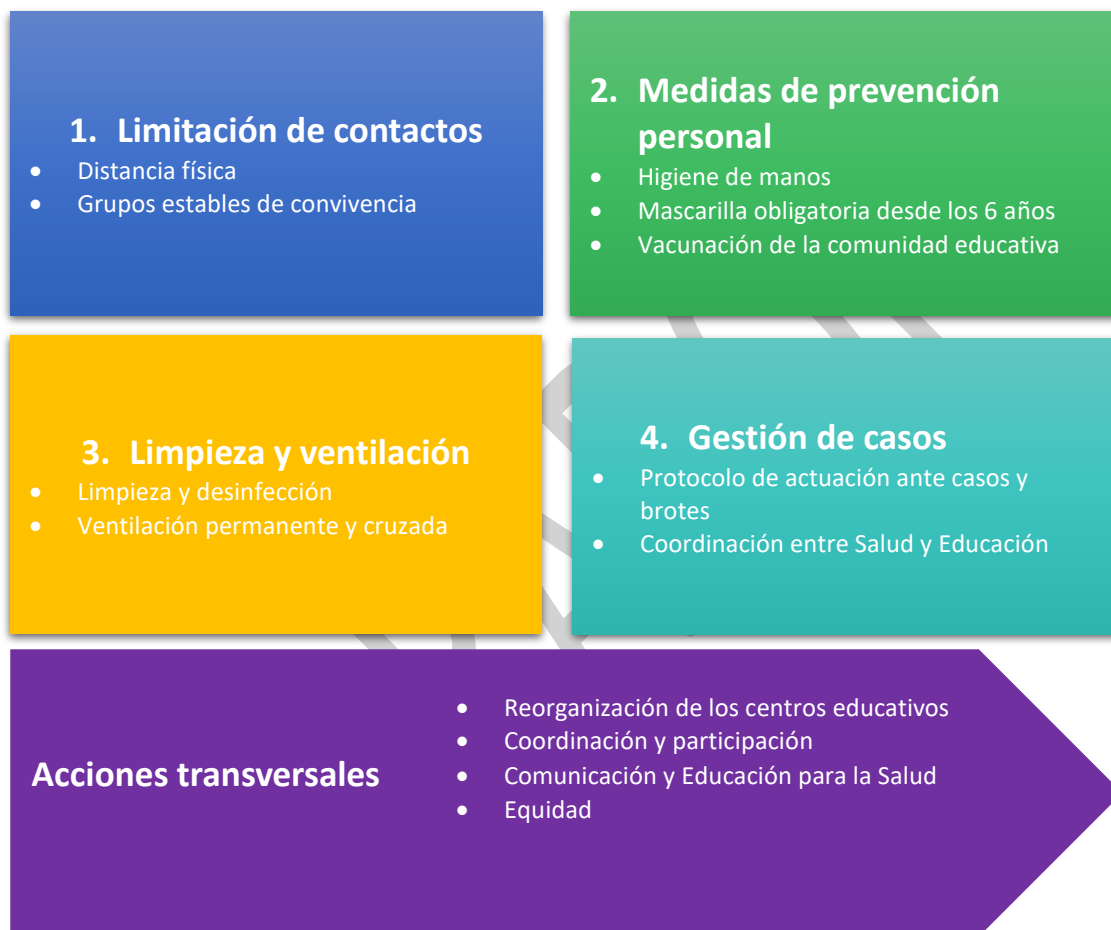 1. Limitación de contactos
• Distancia física
• Grupos estables de convivencia
2. Medidas de prevención
personal
• Higiene de manos
• Mascarilla obligatoria desde los 6 años
• Vacunación de la comunidad educativa
3. Limpieza y ventilación
• Limpieza y desinfección
• Ventilación permanente y cruzada
4. Gestión de casos
• Protocolo de actuación ante casos y
brotes
• Coordinación entre Salud y Educación
Acciones transversales
• Reorganización de los centros educativos
• Coordinación y participación
• Comunicación y Educación para la Salud
• Equidad